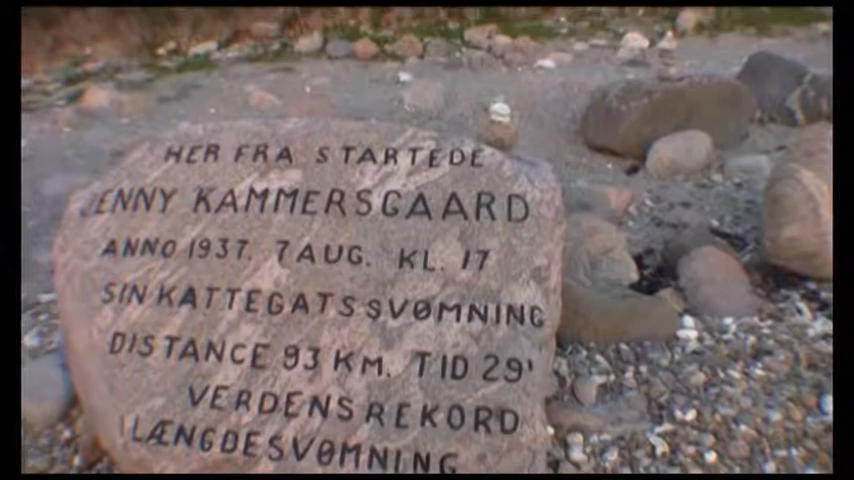 HER FRA STARTEDE
JENNY KAMMERSGAARD
ANNO 1937. 7 AUG. KL. 17
SIN KATTEGATSSVØMNING
DISTANCE 93 KM. TID 29'
VERDENSREKORD
I LÆNGDESVØMNING